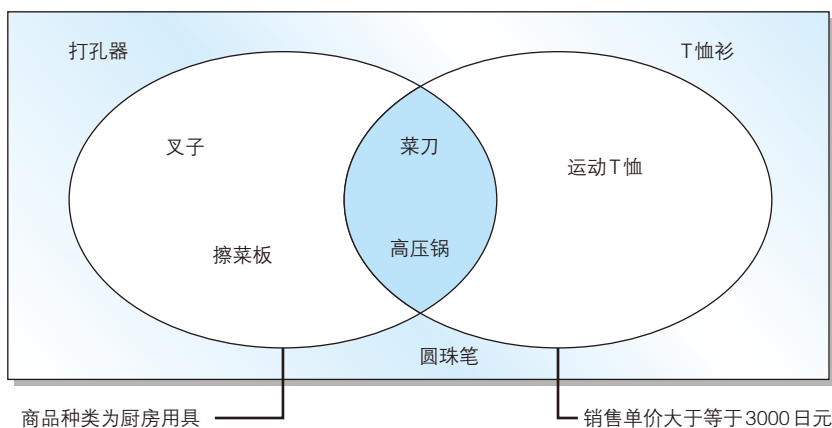 打孔器
T恤衫
叉子
菜刀
运动T恤
擦菜板
高压锅
圆珠笔
商品种类为厨房用具
销售单价大于等于3000日元